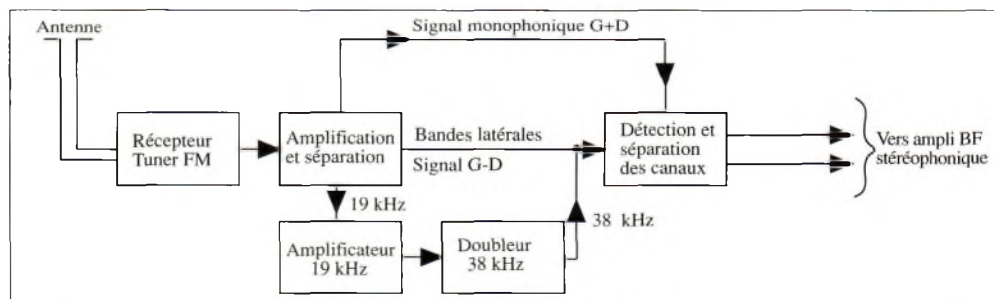 Antenne
Signal monophonique G+D
Récepteur
Tuner FM
Amplification
et séparation
Bandes latérales
Signal G-D
Détection et
séparation
des canaux
Vers ampli BF
stéréophonique
19 kHz
38 kHz
Amplificateur
19 kHz
Doubleur
38 kHz